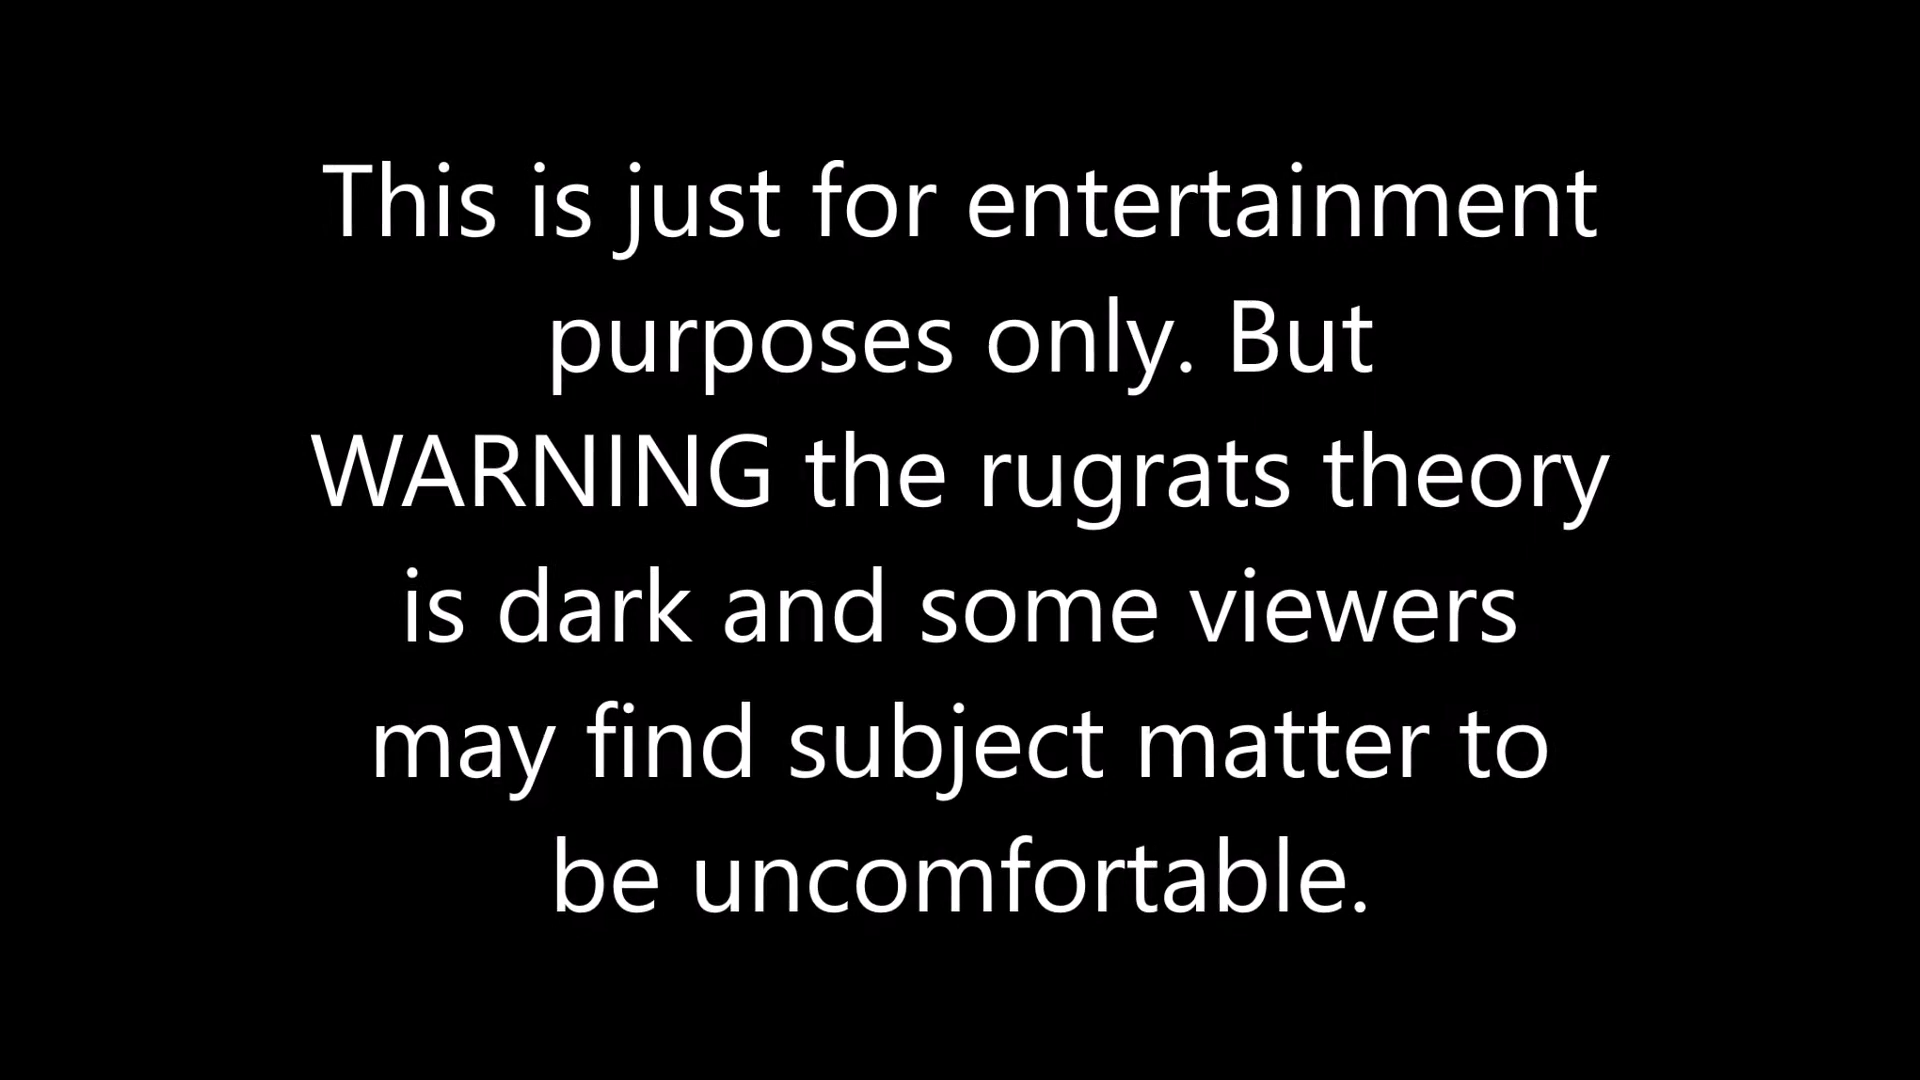 This is just for entertainment
purposes only. But
WARNING the rugrats theory
is dark and some viewers
may find subject matter to
be uncomfortable.